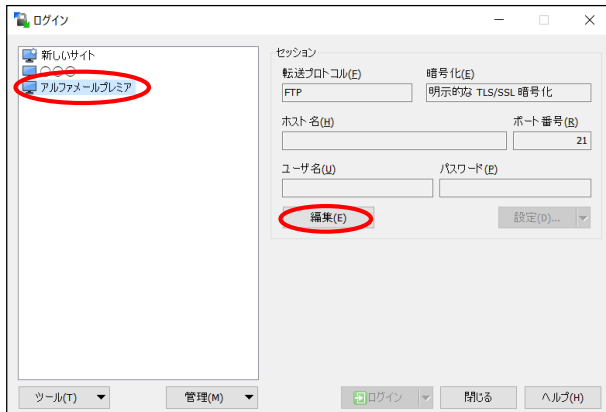 ログイン
新しいサイト
○○○
アルファメールプレミア
セッション
転送プロトコル(F)
暗号化(E)
FTP
明示的な TLS/SSL 暗号化
ホスト名(H)
ポート番号(R)
21
ユーザ名(U)
パスワード(P)
編集(E)
設定(D)...
ツール(T)
管理(M)
ログイン
閉じる
ヘルプ(H)